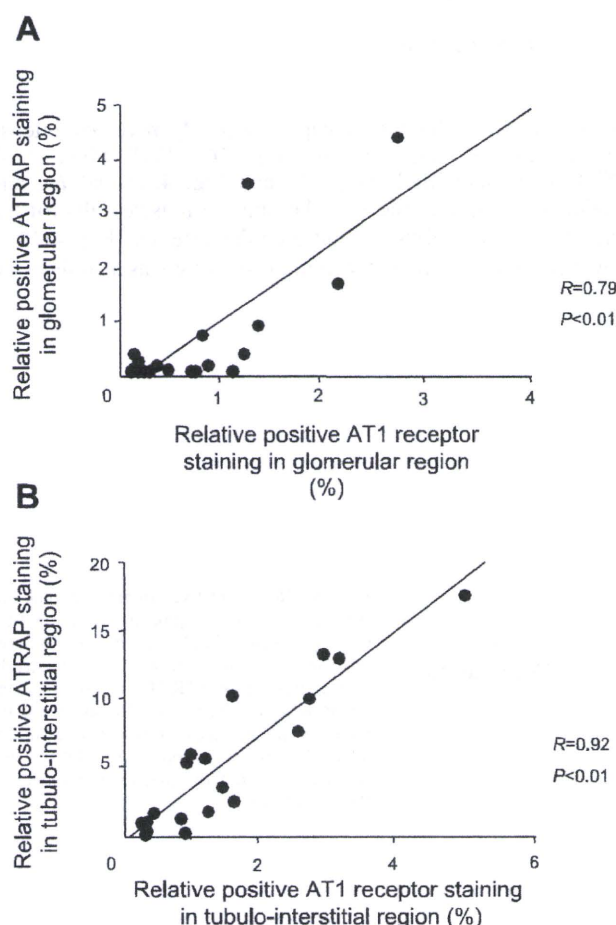 A
Relative positive ATRAP staining
in glomerular region (%)
5
4
3
2
1
0
1
2
3
4
R=0.79
P<0.01
Relative positive AT1 receptor
staining in glomerular region
(%)
B
Relative positive ATRAP staining
in tubulo-interstitial region (%)
20
15
10
5
0
2
4
6
R=0.92
P<0.01
Relative positive AT1 receptor staining
in tubulo-interstitial region (%)